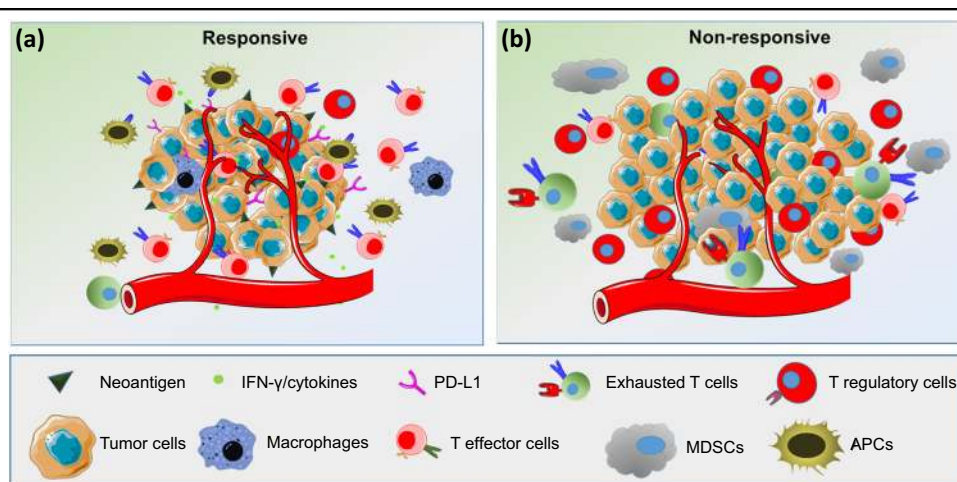 (a)
Responsive
(b)
Non-responsive
Neoantigen
IFN-γ/cytokines
PD-L1
Exhausted T cells
T regulatory cells
Tumor cells
Macrophages
T effector cells
MDSCs
APCs